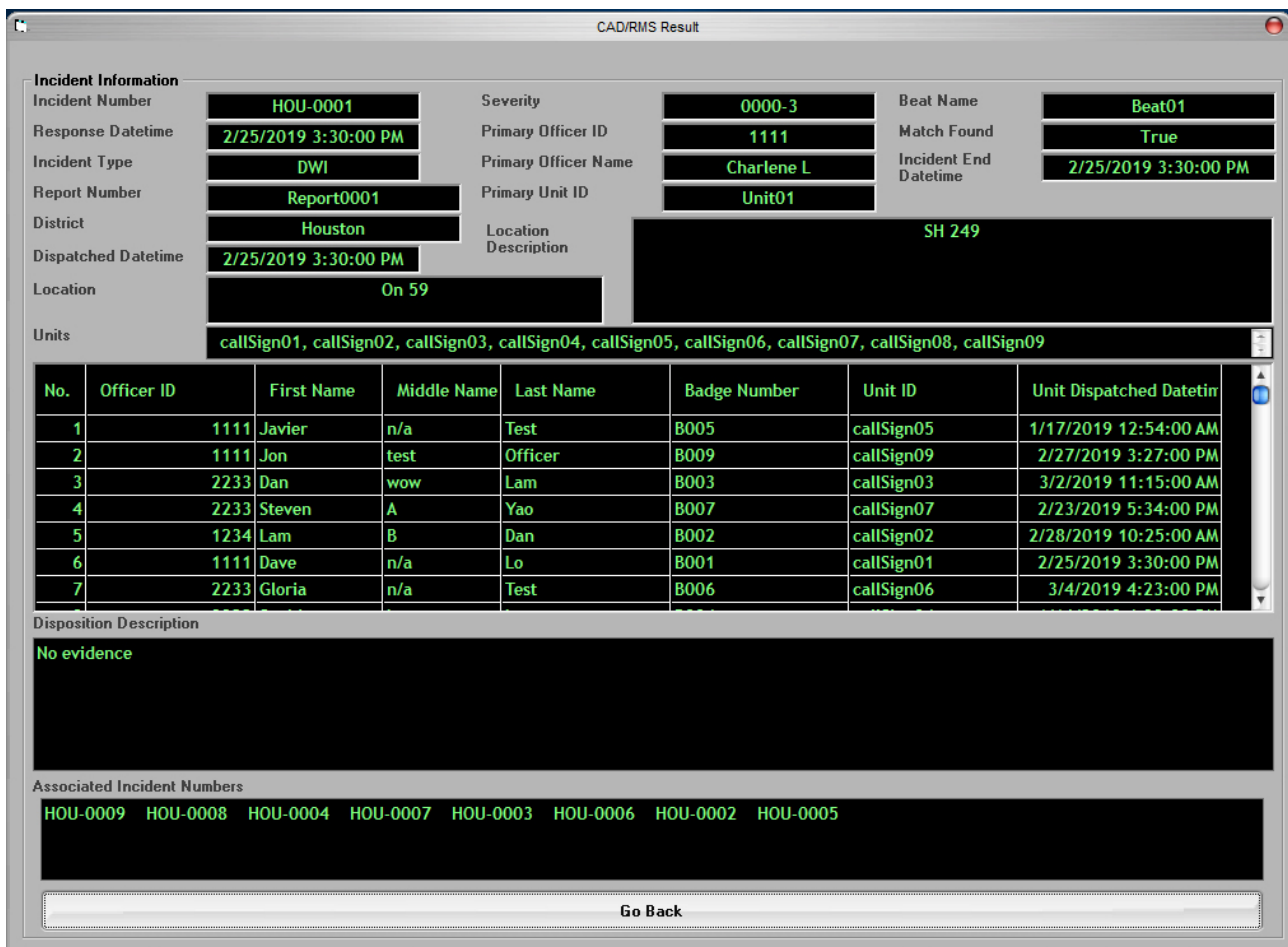 CAD/RMS Result
Incident Information
Incident Number HOU-0001 Severity 0000-3 Beat Name Beat01
Response Datetime 2/25/2019 3:30:00 PM Primary Officer ID 1111 Match Found True
Incident Type DWI Primary Officer Name Charlene L Incident End Datetime 2/25/2019 3:30:00 PM
Report Number Report0001 Primary Unit ID Unit01
District Houston Location Description SH 249
Dispatched Datetime 2/25/2019 3:30:00 PM
Location On 59
Units callSign01, callSign02, callSign03, callSign04, callSign05, callSign06, callSign07, callSign08, callSign09
No. Officer ID First Name Middle Name Last Name Badge Number Unit ID Unit Dispatched Datetim
1 1111 Javier n/a Test B005 callSign05 1/17/2019 12:54:00 AM
2 1111 Jon test Officer B009 callSign09 2/27/2019 3:27:00 PM
3 2233 Dan wow Lam B003 callSign03 3/2/2019 11:15:00 AM
4 2233 Steven A Yao B007 callSign07 2/23/2019 5:34:00 PM
5 1234 Lam B Dan B002 callSign02 2/28/2019 10:25:00 AM
6 1111 Dave n/a Lo B001 callSign01 2/25/2019 3:30:00 PM
7 2233 Gloria n/a Test B006 callSign06 3/4/2019 4:23:00 PM
Disposition Description
No evidence
Associated Incident Numbers
HOU-0009 HOU-0008 HOU-0004 HOU-0007 HOU-0003 HOU-0006 HOU-0002 HOU-0005
Go Back